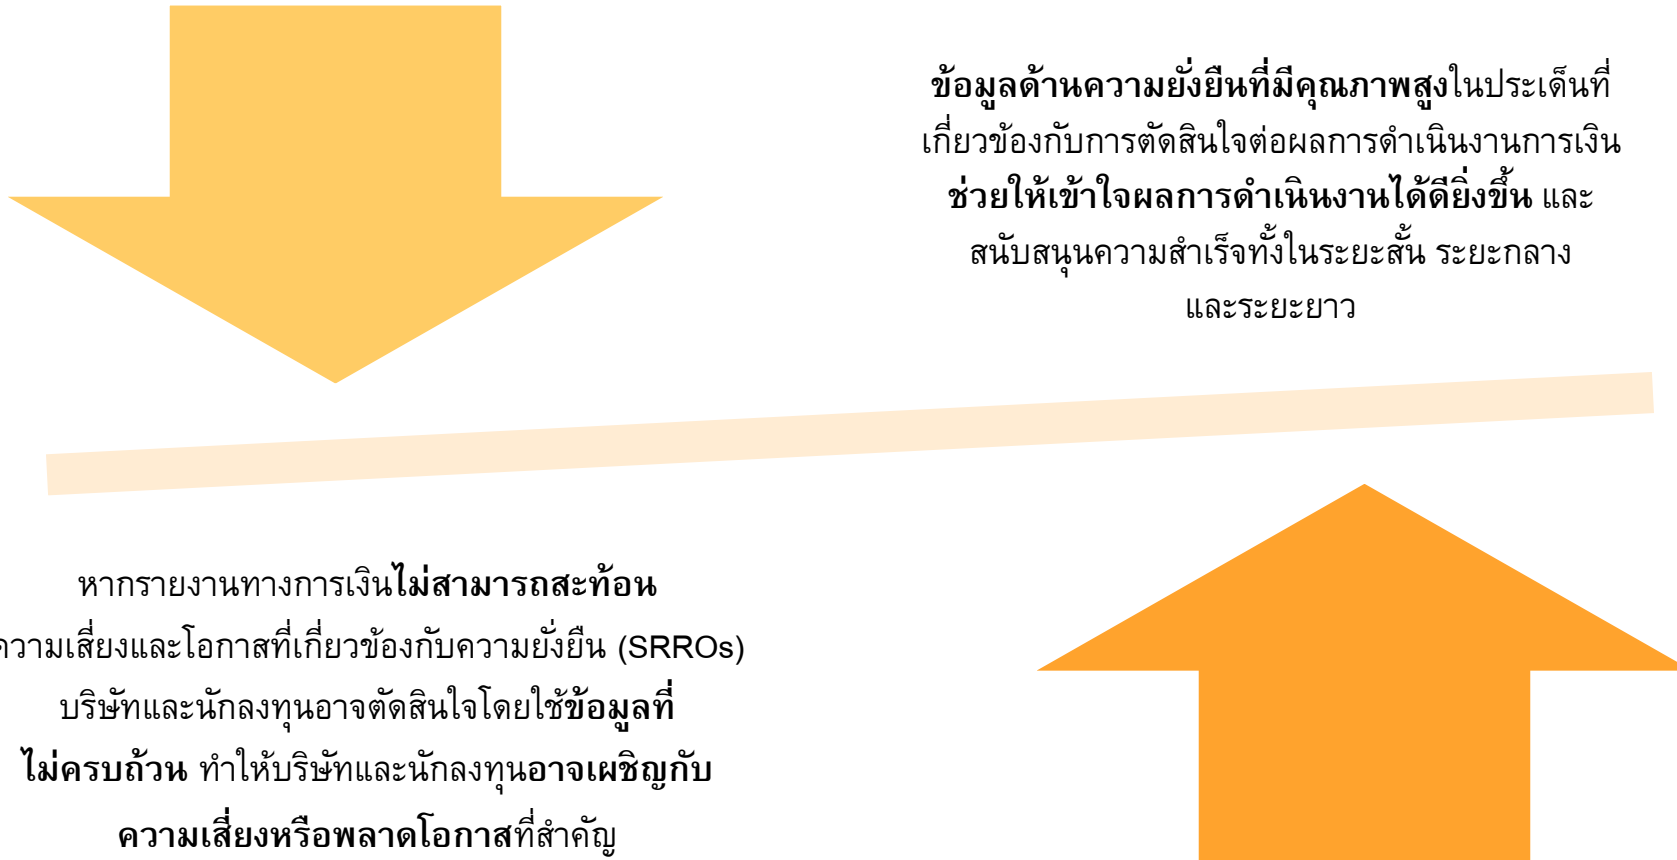 ข้อมูลด้านความยั่งยืนที่มีคุณภาพสูงในประเด็นที่
เกี่ยวข้องกับการตัดสินใจต่อผลการดำเนินงานการเงิน
ช่วยให้เข้าใจผลการดำเนินงานได้ดียิ่งขึ้น และ
สนับสนุนความสำเร็จทั้งในระยะสั้น ระยะกลาง
และระยะยาว
หากรายงานทางการเงินไม่สามารถสะท้อน
ความเสี่ยงและโอกาสที่เกี่ยวข้องกับความยั่งยืน (SRROs)
บริษัทและนักลงทุนอาจตัดสินใจโดยใช้ข้อมูลที่
ไม่ครบถ้วน ทำให้บริษัทและนักลงทุนอาจเผชิญกับ
ความเสี่ยงหรือพลาดโอกาสที่สำคัญ